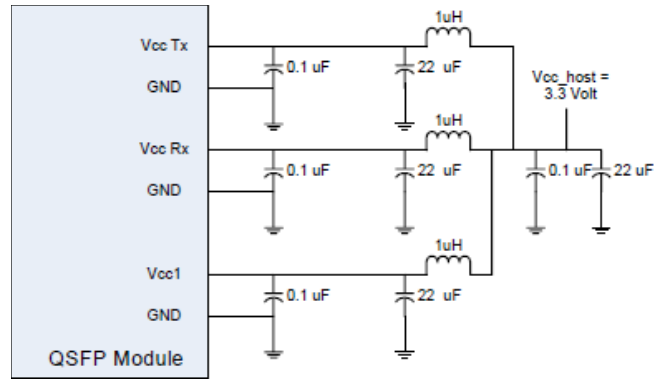 1uH
Vcc Tx
0.1 uF
22 uF
Vcc_host =
3.3 Volt
GND
1uH
Vcc Rx
0.1 uF
22 uF
0.1 uF
22 uF
GND
1uH
Vcc1
0.1 uF
22 uF
GND
QSFP Module